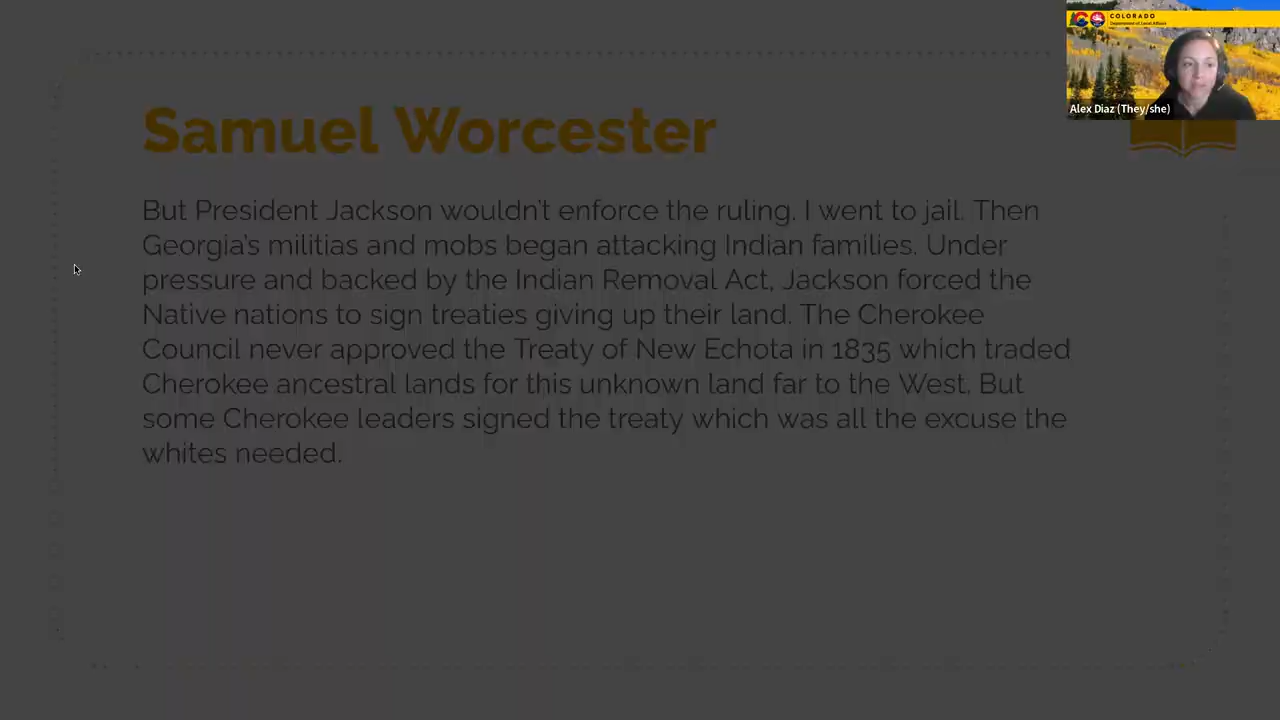 COLORADO
Department of Local Affairs
Alex Diaz (They/she)
Samuel Worcester
But President Jackson wouldn't enforce the ruling. I went to jail. Then
Georgia's militias and mobs began attacking Indian families. Under
pressure and backed by the Indian Removal Act, Jackson forced the
Native nations to sign treaties giving up their land. The Cherokee
Council never approved the Treaty of New Echota in 1835 which traded
Cherokee ancestral lands for this unknown land far to the West. But
some Cherokee leaders signed the treaty which was all the excuse the
whites needed.